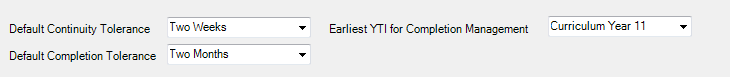 Default Continuity Tolerance Two Weeks Earliest YTI for Completion Management Curriculum Year 11
Default Completion Tolerance Two Months